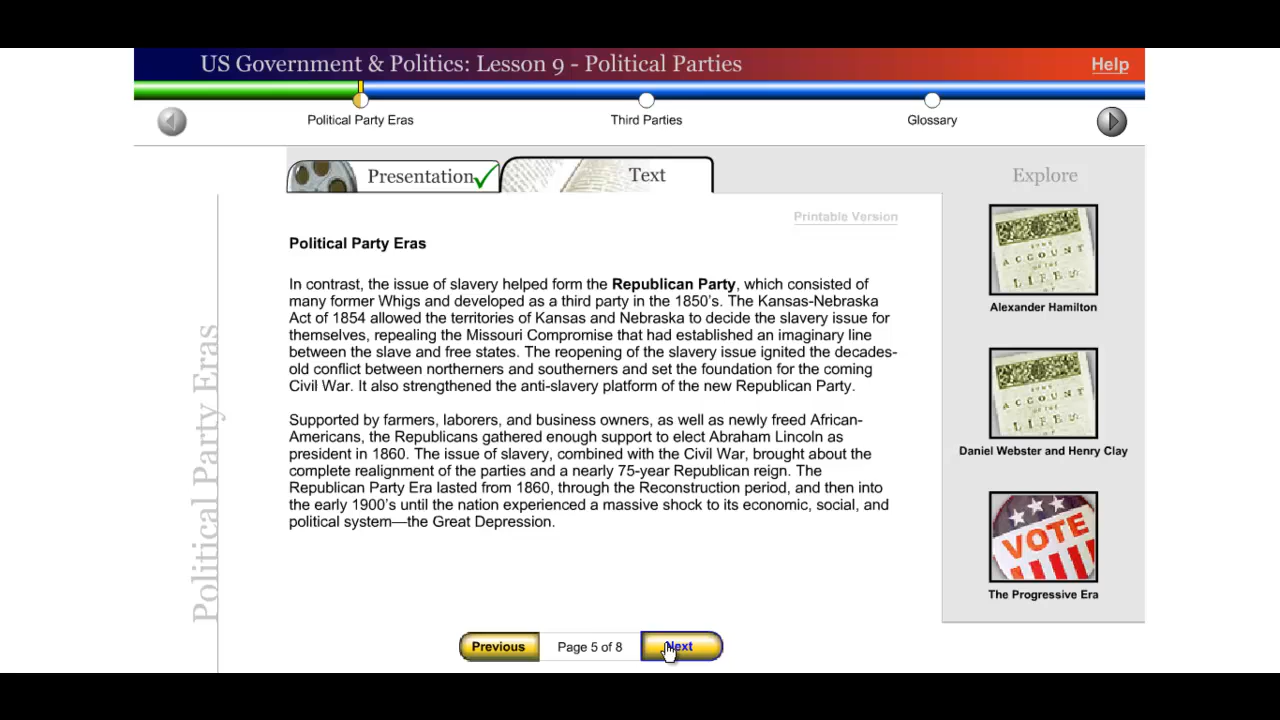 US Government & Politics: Lesson 9 - Political Parties
Help
Political Party Eras
Third Parties
Glossary
Presentation
Text
Explore
Printable Version
Political Party Eras
In contrast, the issue of slavery helped form the Republican Party, which consisted of
many former Whigs and developed as a third party in the 1850's. The Kansas-Nebraska
Act of 1854 allowed the territories of Kansas and Nebraska to decide the slavery issue for
themselves, repealing the Missouri Compromise that had established an imaginary line
between the slave and free states. The reopening of the slavery issue ignited the decades-
old conflict between northerners and southerners and set the foundation for the coming
Civil War. It also strengthened the anti-slavery platform of the new Republican Party.
Supported by farmers, laborers, and business owners, as well as newly freed African-
Americans, the Republicans gathered enough support to elect Abraham Lincoln as
president in 1860. The issue of slavery, combined with the Civil War, brought about the
complete realignment of the parties and a nearly 75-year Republican reign. The
Republican Party Era lasted from 1860, through the Reconstruction period, and then into
the early 1900's until the nation experienced a massive shock to its economic, social, and
political system—the Great Depression.
Political Party Eras
ACCOUNT
OF THE
LIFE
Alexander Hamilton
ACCOUNT
OF THE
LIFE
Daniel Webster and Henry Clay
VOTE
The Progressive Era
Previous
Page 5 of 8
Next